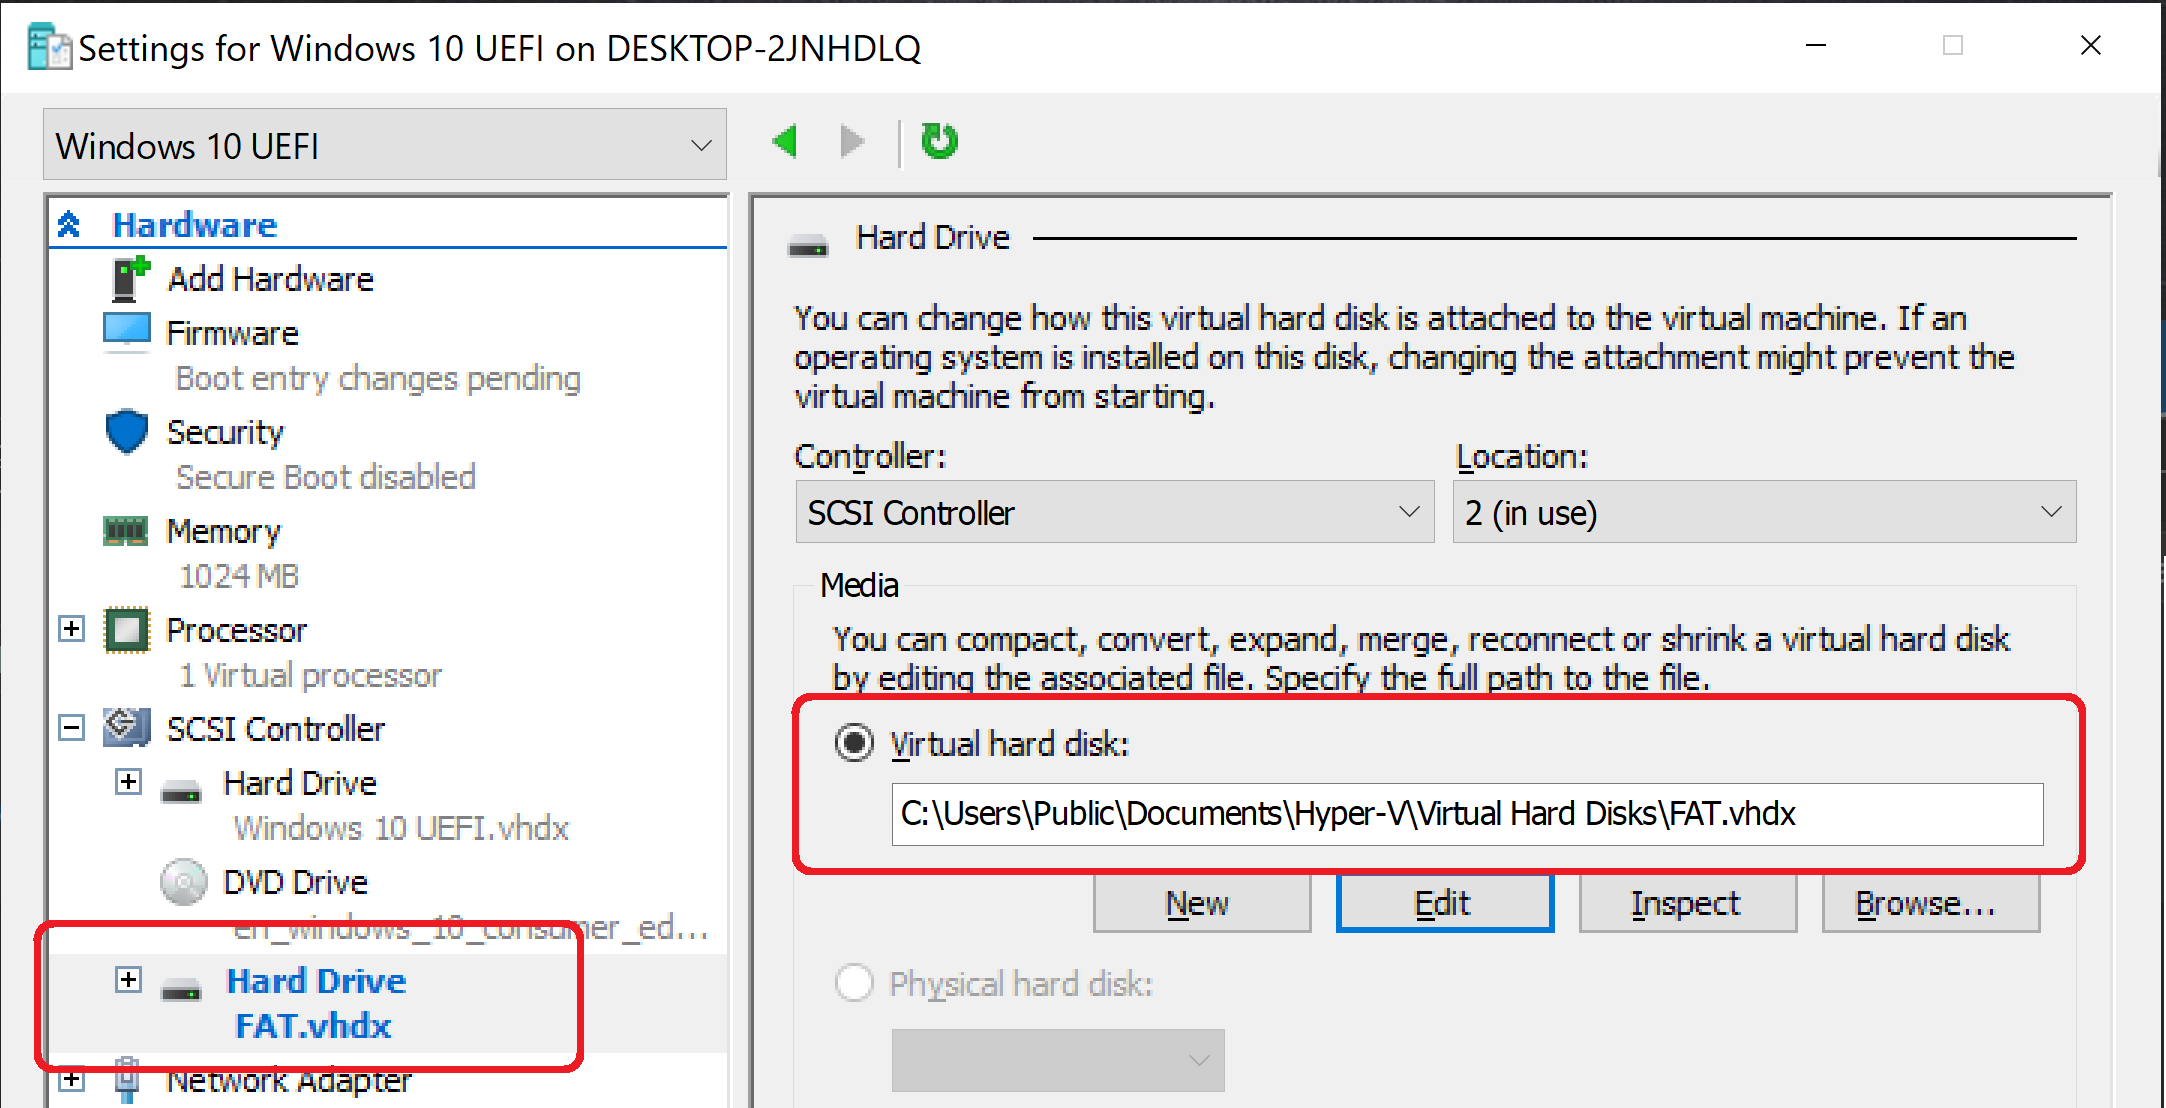 Settings for Windows 10 UEFI on DESKTOP-2JNHDLQ
Windows 10 UEFI
Hardware
Add Hardware
Firmware
Boot entry changes pending
Security
Secure Boot disabled
Memory
1024 MB
Processor
1 Virtual processor
SCSI Controller
Hard Drive
Windows 10 UEFI.vhdx
DVD Drive
en_windows_10_consumer_ed...
Hard Drive
FAT.vhdx
Network Adapter
Hard Drive
You can change how this virtual hard disk is attached to the virtual machine. If an
operating system is installed on this disk, changing the attachment might prevent the
virtual machine from starting.
Controller:
Location:
SCSI Controller
2 (in use)
Media
You can compact, convert, expand, merge, reconnect or shrink a virtual hard disk
by editing the associated file. Specify the full path to the file.
Virtual hard disk:
C:\Users\Public\Documents\Hyper-V\Virtual Hard Disks\FAT.vhdx
New
Edit
Inspect
Browse...
Physical hard disk: